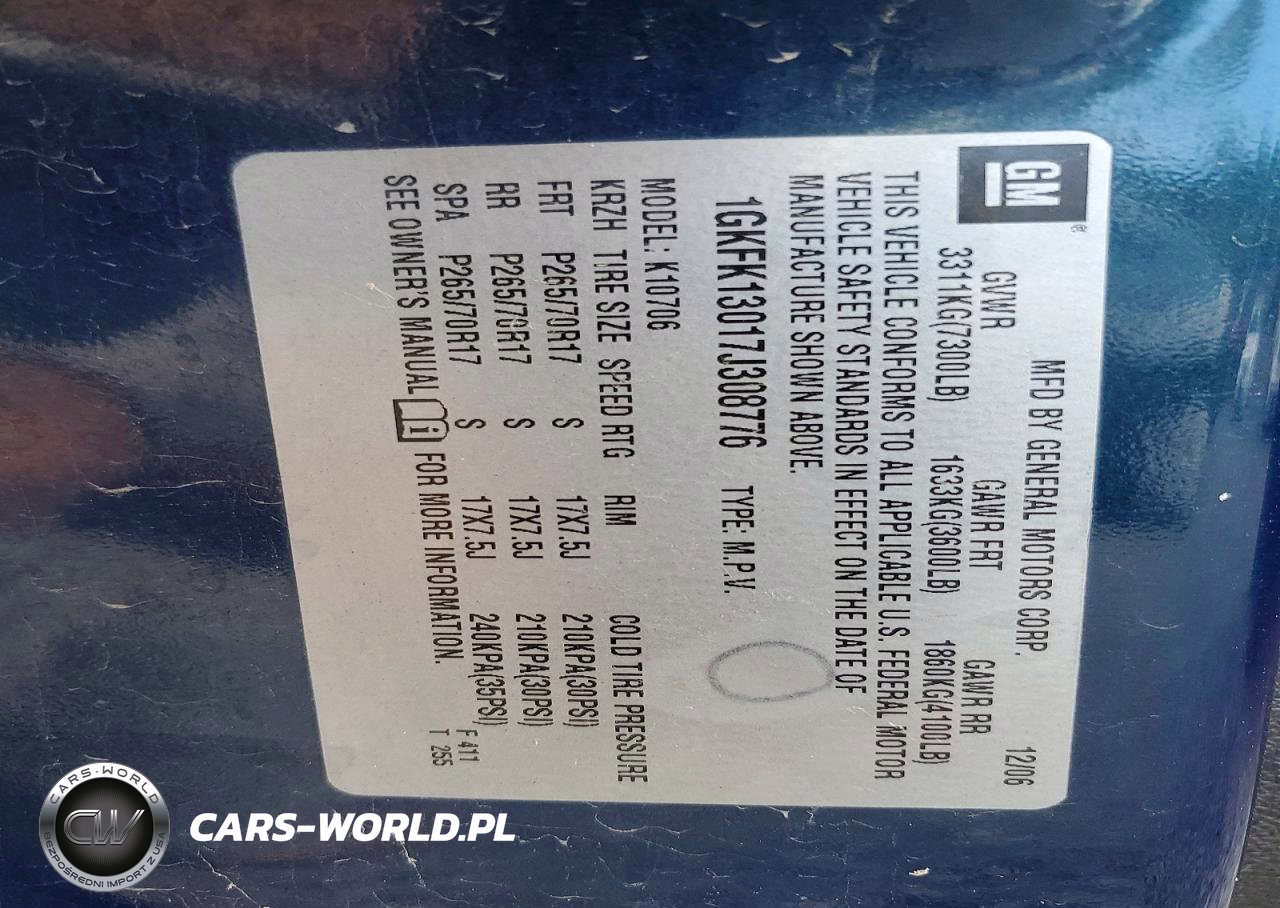 GM
MFD BY GENERAL MOTORS CORP. 12/06
GVWR GAWR FRT GAWR RR
3311KG(7300LB) 1633KG(3600LB) 1860KG(4100LB)
THIS VEHICLE CONFORMS TO ALL APPLICABLE U.S. FEDERAL MOTOR
VEHICLE SAFETY STANDARDS IN EFFECT ON THE DATE OF
MANUFACTURE SHOWN ABOVE.
1GKFK13017J308776 TYPE: M.P.V.
MODEL: K10706
KRZH TIRE SIZE SPEED RTG RIM COLD TIRE PRESSURE
FRT P265/70R17 S 17X7.5J 210KPA(30PSI)
RR P265/70R17 S 17X7.5J 210KPA(30PSI)
SPA P265/70R17 S 17X7.5J 240KPA(35PSI)
SEE OWNER'S MANUAL FOR MORE INFORMATION.
F 411
T 255
CARS-WORLD
CW
BEZPOŚREDNI IMPORT Z USA
CARS-WORLD.PL